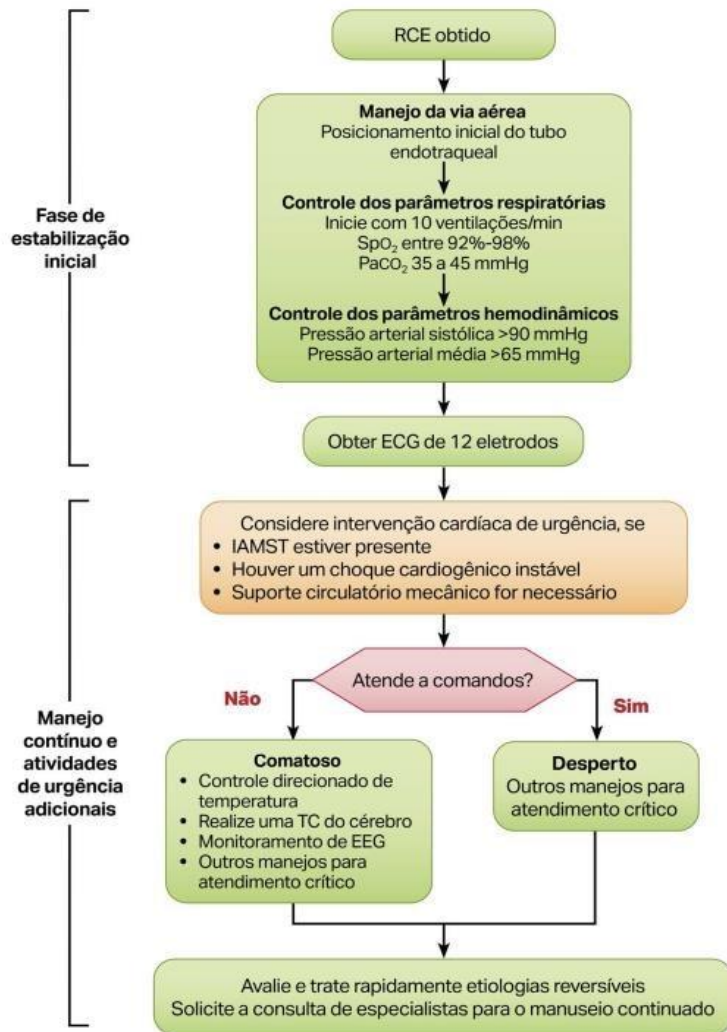 RCE obtido
Fase de
estabilização
inicial
Manejo da via aérea
Posicionamento inicial do tubo
endotraqueal
Controle dos parâmetros respiratórias
Inicie com 10 ventilações/min
SpO₂ entre 92%-98%
PaCO₂ 35 a 45 mmHg
Controle dos parâmetros hemodinâmicos
Pressão arterial sistólica >90 mmHg
Pressão arterial média >65 mmHg
Obter ECG de 12 eletrodos
Manejo
contínuo e
atividades
de urgência
adicionais
Considere intervenção cardíaca de urgência, se
• IAMST estiver presente
• Houver um choque cardiogênico instável
• Suporte circulatório mecânico for necessário
Atende a comandos?
Não
Sim
Comatoso
• Controle direcionado de
temperatura
• Realize uma TC do cérebro
• Monitoramento de EEG
• Outros manejos para
atendimento crítico
Desperto
Outros manejos para
atendimento crítico
Avalie e trate rapidamente etiologias reversíveis
Solicite a consulta de especialistas para o manuseio continuado